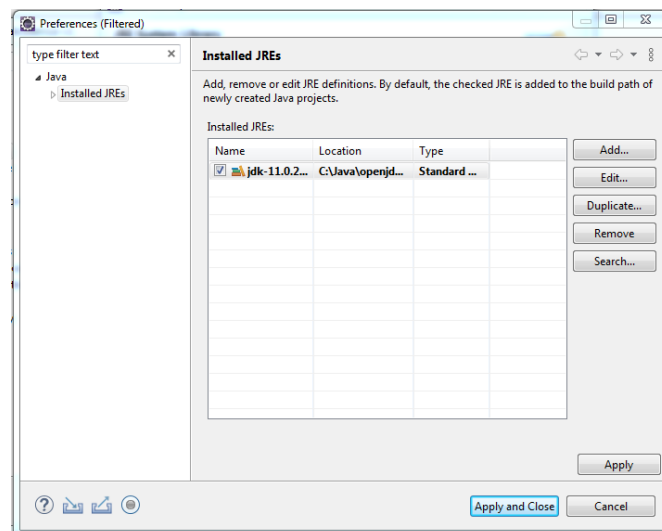 Preferences (Filtered)
type filter text
Java
Installed JREs
Installed JREs
Add, remove or edit JRE definitions. By default, the checked JRE is added to the build path of
newly created Java projects.
Installed JREs:
Name Location Type
jdk-11.0.2... C:\Java\openjd... Standard ...
Add...
Edit...
Duplicate...
Remove
Search...
Apply
Apply and Close
Cancel